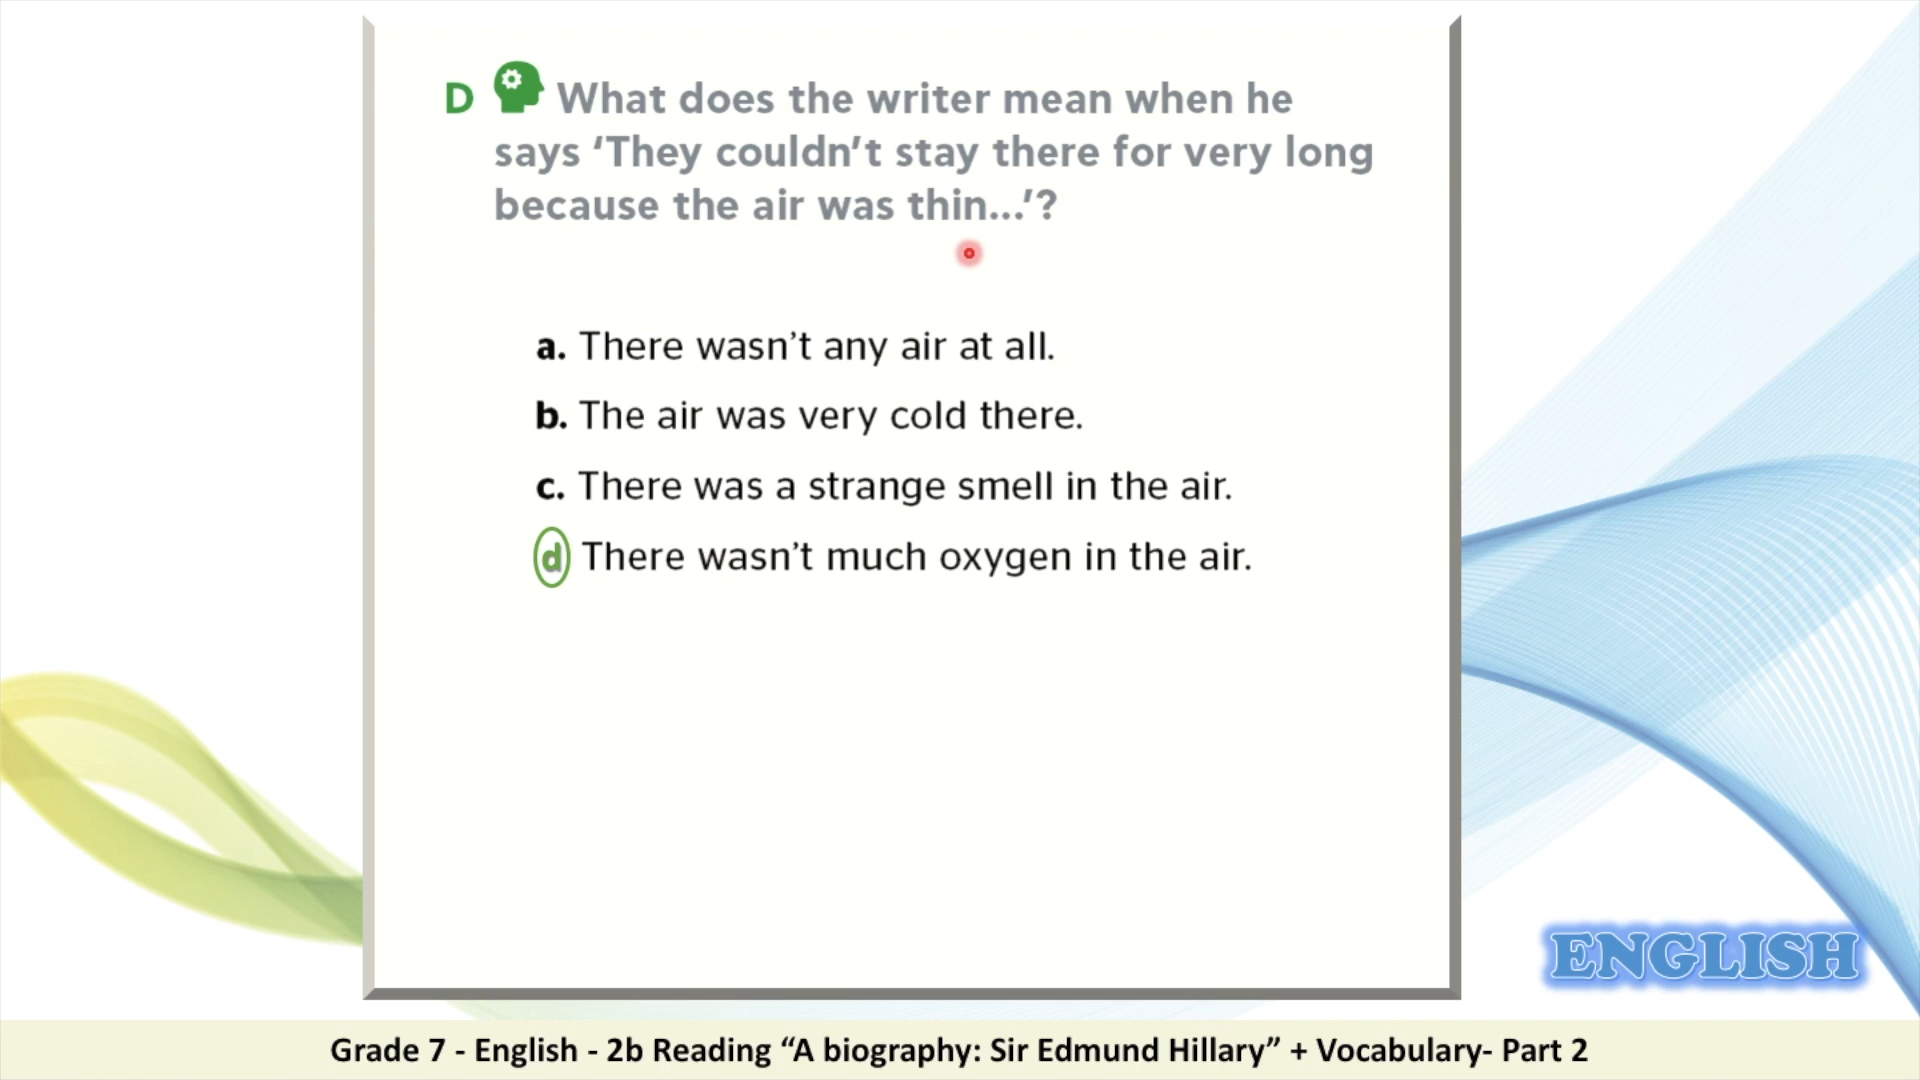 D What does the writer mean when he
says ‘They couldn’t stay there for very long
because the air was thin...’?
a. There wasn’t any air at all.
b. The air was very cold there.
c. There was a strange smell in the air.
d There wasn’t much oxygen in the air.
ENGLISH
Grade 7 - English - 2b Reading “A biography: Sir Edmund Hillary” + Vocabulary- Part 2